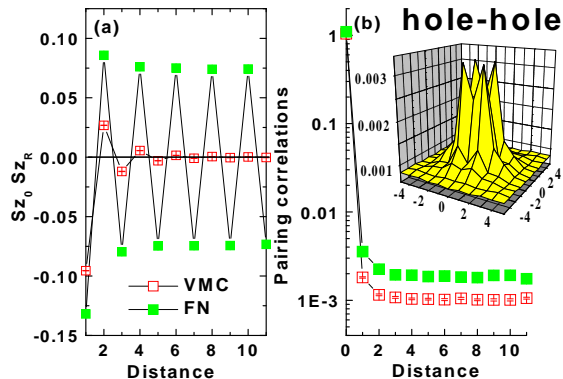 (a)
0.10
0.05
0.00
-0.05
-0.10
-0.15
Sz0 SzR
VMC
FN
2 4 6 8 10
Distance
(b)
hole-hole
1
0.1
0.01
1E-3
Pairing correlations
0.003
0.002
0.001
-4 -2 0 2 4
-4 -2 0 2 4
0 2 4 6 8 10
Distance